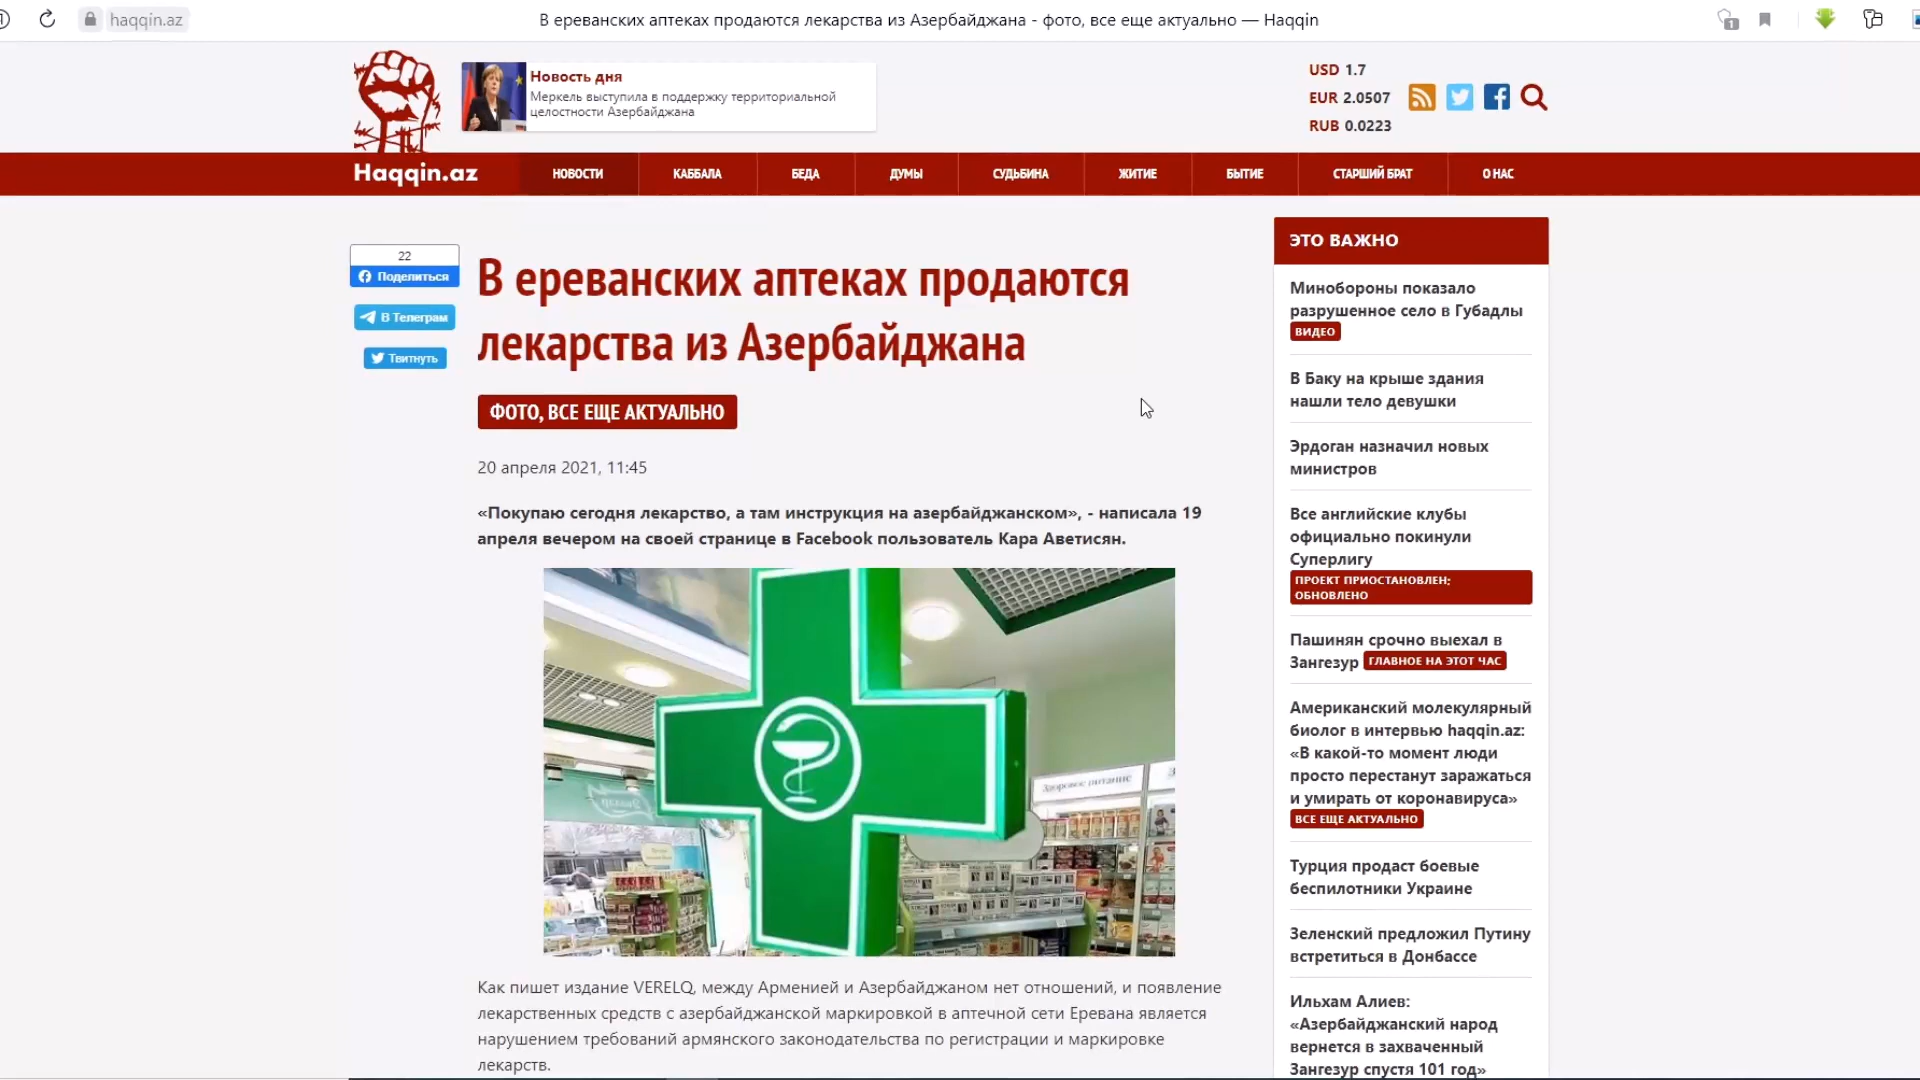 haqqin.az
В ереванских аптеках продаются лекарства из Азербайджана - фото, все еще актуально — Haqqin
1
Новость дня
Меркель выступила в поддержку территориальной
целостности Азербайджана
USD 1.7
EUR 2.0507
RUB 0.0223
Haqqin.az
НОВОСТИ
КАББАЛА
БЕДА
ДУМЫ
СУДЬБИНА
ЖИТИЕ
БЫТИЕ
СТАРШИЙ БРАТ
О НАС
22
Поделиться
В Телеграм
Твитнуть
В ереванских аптеках продаются
лекарства из Азербайджана
ФОТО, ВСЕ ЕЩЕ АКТУАЛЬНО
20 апреля 2021, 11:45
«Покупаю сегодня лекарство, а там инструкция на азербайджанском», - написала 19
апреля вечером на своей странице в Facebook пользователь Кара Аветисян.
Здоровое питание
Как пишет издание VERELQ, между Арменией и Азербайджаном нет отношений, и появление
лекарственных средств с азербайджанской маркировкой в аптечной сети Еревана является
нарушением требований армянского законодательства по регистрации и маркировке
лекарств.
ЭТО ВАЖНО
Минобороны показало
разрушенное село в Губадлы
ВИДЕО
В Баку на крыше здания
нашли тело девушки
Эрдоган назначил новых
министров
Все английские клубы
официально покинули
Суперлигу
ПРОЕКТ ПРИОСТАНОВЛЕН;
ОБНОВЛЕНО
Пашинян срочно выехал в
Зангезур ГЛАВНОЕ НА ЭТОТ ЧАС
Американский молекулярный
биолог в интервью haqqin.az:
«В какой-то момент люди
просто перестанут заражаться
и умирать от коронавируса»
ВСЕ ЕЩЕ АКТУАЛЬНО
Турция продаст боевые
беспилотники Украине
Зеленский предложил Путину
встретиться в Донбассе
Ильхам Алиев:
«Азербайджанский народ
вернется в захваченный
Зангезур спустя 101 год»